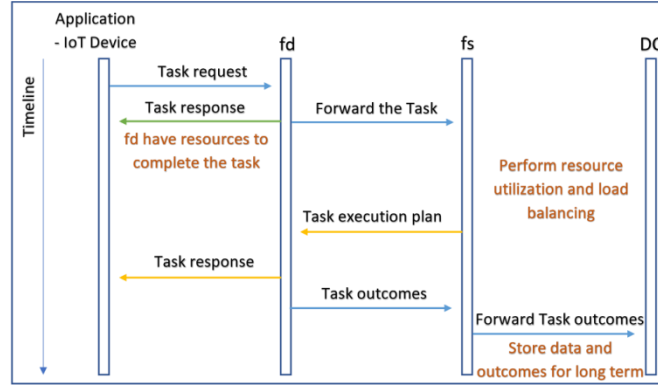 Application
- IoT Device
fd
fs
DC
Timeline
Task request
Task response
Forward the Task
fd have resources to
complete the task
Perform resource
utilization and load
balancing
Task execution plan
Task response
Task outcomes
Forward Task outcomes
Store data and
outcomes for long term